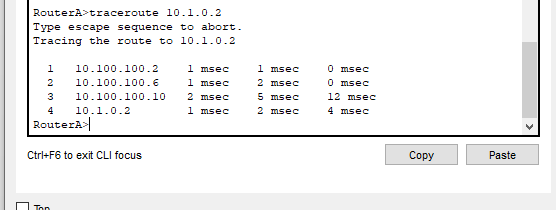 RouterA>traceroute 10.1.0.2
Type escape sequence to abort.
Tracing the route to 10.1.0.2
1 10.100.100.2 1 msec 1 msec 0 msec
2 10.100.100.6 1 msec 2 msec 0 msec
3 10.100.100.10 2 msec 5 msec 12 msec
4 10.1.0.2 1 msec 2 msec 4 msec
RouterA>
Ctrl+F6 to exit CLI focus
Copy
Paste
Top